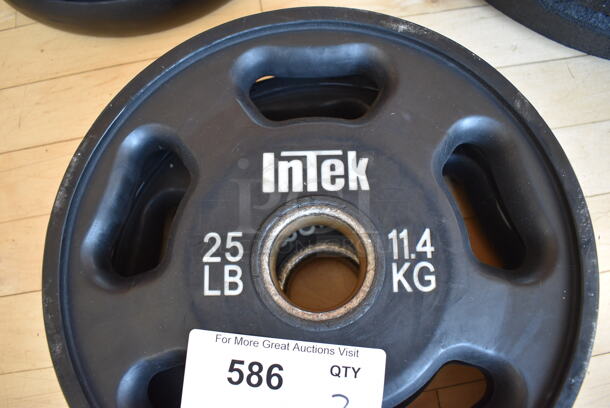 InTek
25 11.4
LB KG
For More Great Auctions Visit
586 QTY